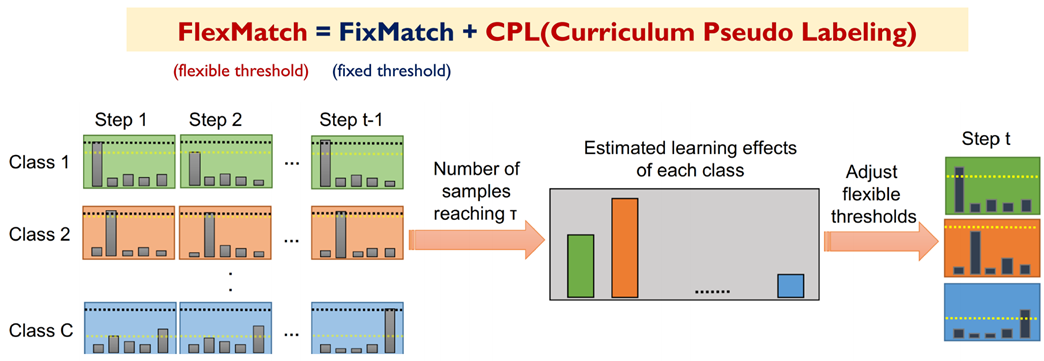 FlexMatch = FixMatch + CPL(Curriculum Pseudo Labeling)
(flexible threshold) (fixed threshold)
Step 1 Step 2 Step t-1
Class 1
...
Class 2
...
Class C
...
Number of
samples
reaching τ
Estimated learning effects
of each class
.......
Adjust
flexible
thresholds
Step t